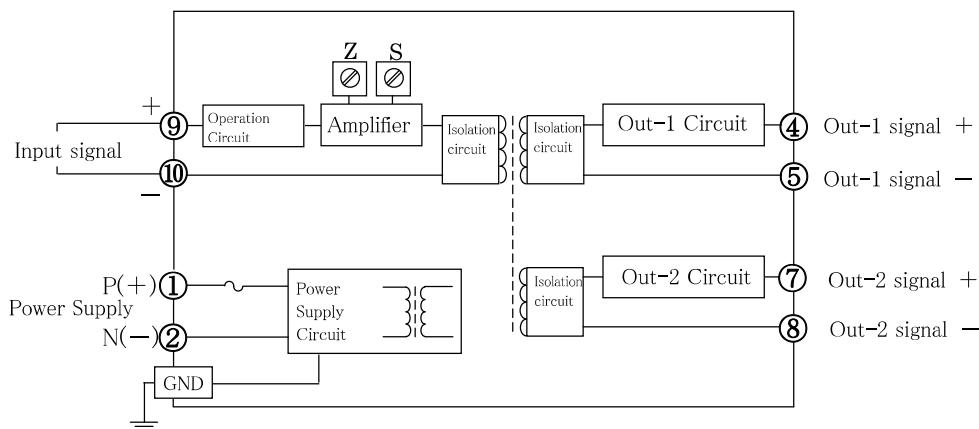 Z S
+
⑨
Operation
Circuit
Amplifier
Isolation
circuit
Isolation
circuit
Out-1 Circuit
④
Out-1 signal +
Input signal
⑩
−
⑤
Out-1 signal −
P(+)
①
Power Supply
N(−)
②
Power
Supply
Circuit
GND
Isolation
circuit
Out-2 Circuit
⑦
Out-2 signal +
⑧
Out-2 signal −